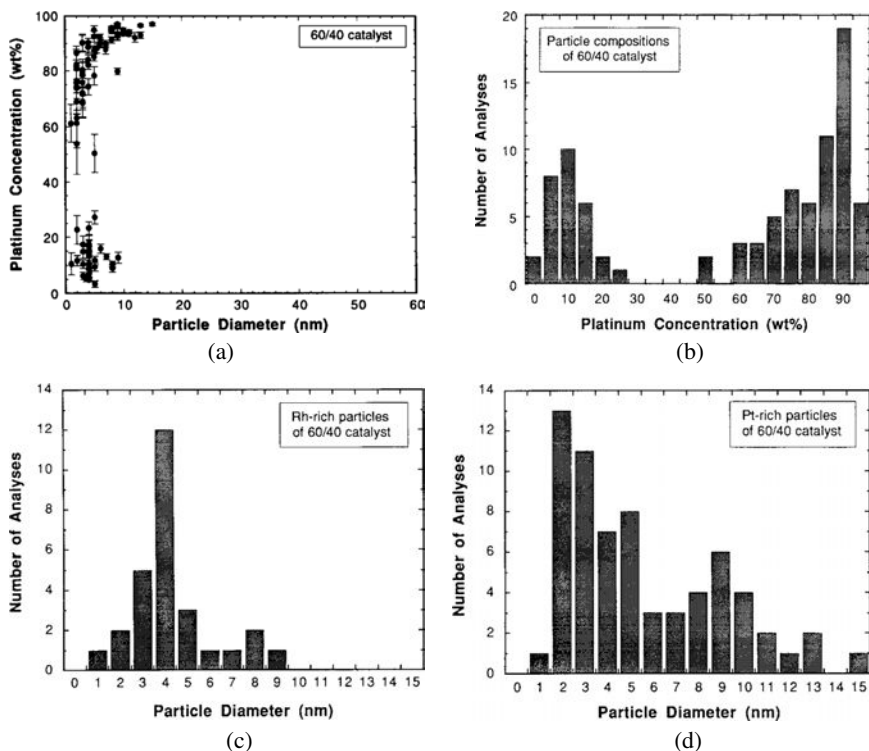 60/40 catalyst
100
80
60
40
20
0
Platinum Concentration (wt%)
0 10 20 30 40 50 60
Particle Diameter (nm)
(a)
Particle compositions
of 60/40 catalyst
20
15
10
5
0
Number of Analyses
0 10 20 30 40 50 60 70 80 90
Platinum Concentration (wt%)
(b)
Rh-rich particles
of 60/40 catalyst
14
12
10
8
6
4
2
0
Number of Analyses
0 1 2 3 4 5 6 7 8 9 10 11 12 13 14 15
Particle Diameter (nm)
(c)
Pt-rich particles
of 60/40 catalyst
14
12
10
8
6
4
2
0
Number of Analyses
0 1 2 3 4 5 6 7 8 9 10 11 12 13 14 15
Particle Diameter (nm)
(d)